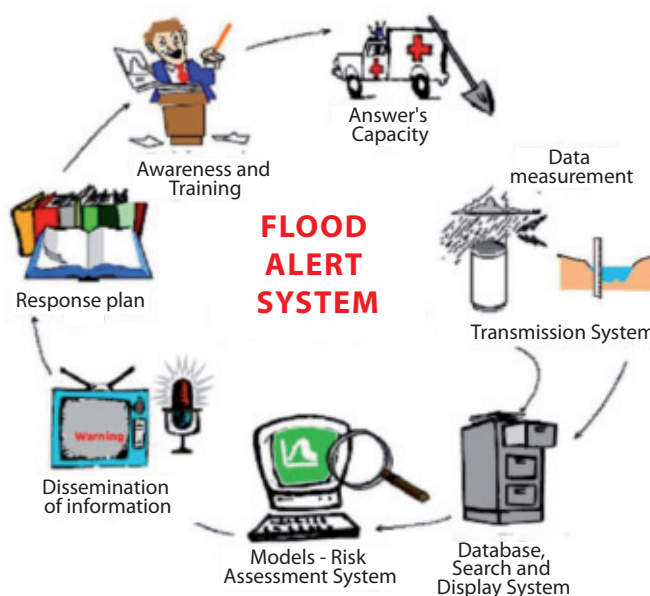 Answer's
Capacity
Data
measurement
Awareness and
Training
FLOOD
ALERT
SYSTEM
Response plan
Transmission System
Warning
Dissemination
of information
Models - Risk
Assessment System
Database,
Search and
Display System